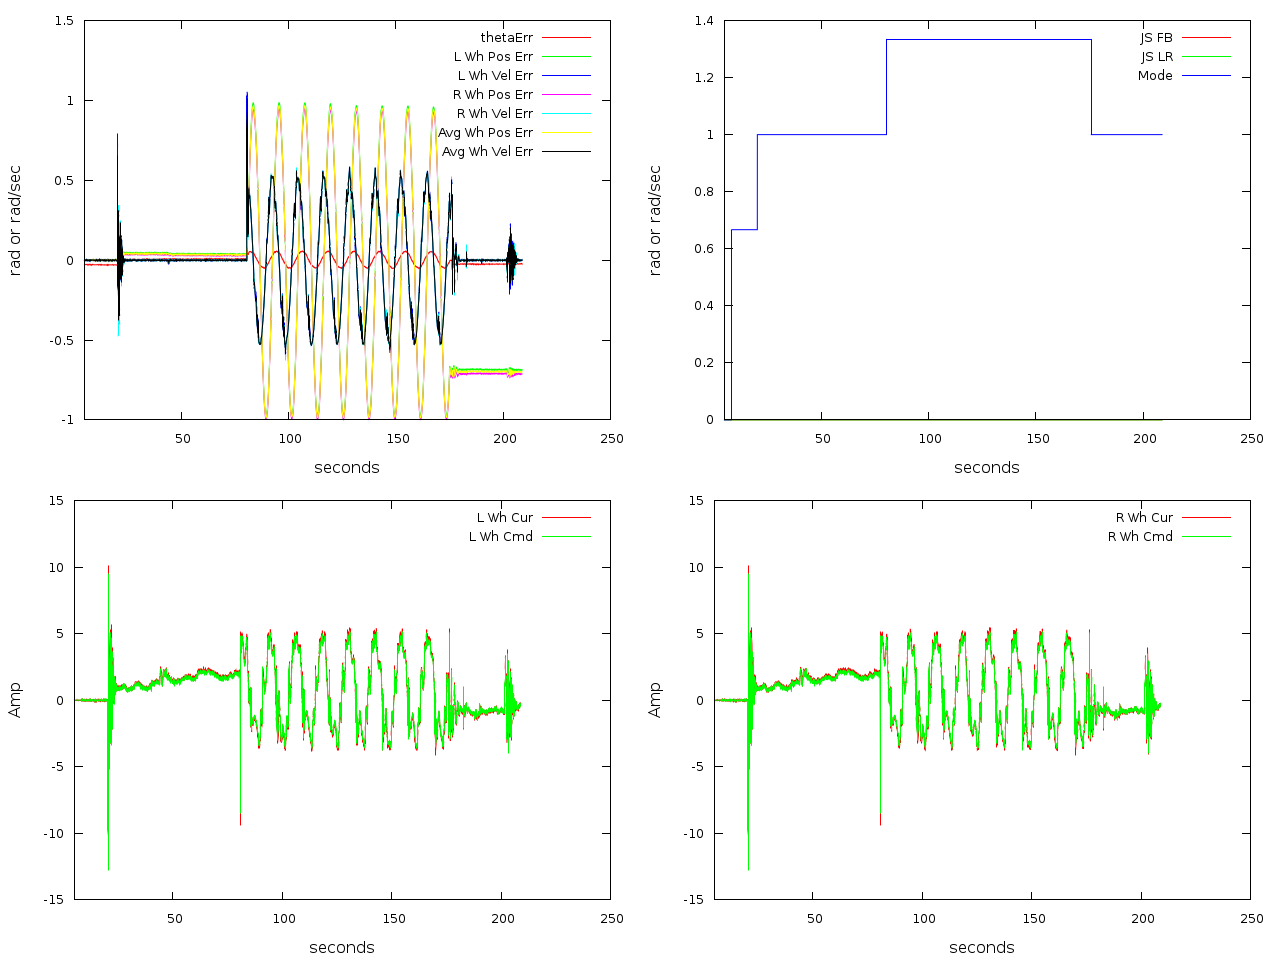 1.5
1
0.5
0
-0.5
-1
rad or rad/sec
thetaErr
L Wh Pos Err
L Wh Vel Err
R Wh Pos Err
R Wh Vel Err
Avg Wh Pos Err
Avg Wh Vel Err
50
100
150
200
250
seconds
1.4
1.2
1
0.8
0.6
0.4
0.2
0
rad or rad/sec
JS FB
JS LR
Mode
50
100
150
200
250
seconds
15
10
5
0
-5
-10
-15
Amp
L Wh Cur
L Wh Cmd
50
100
150
200
250
seconds
15
10
5
0
-5
-10
-15
Amp
R Wh Cur
R Wh Cmd
50
100
150
200
250
seconds